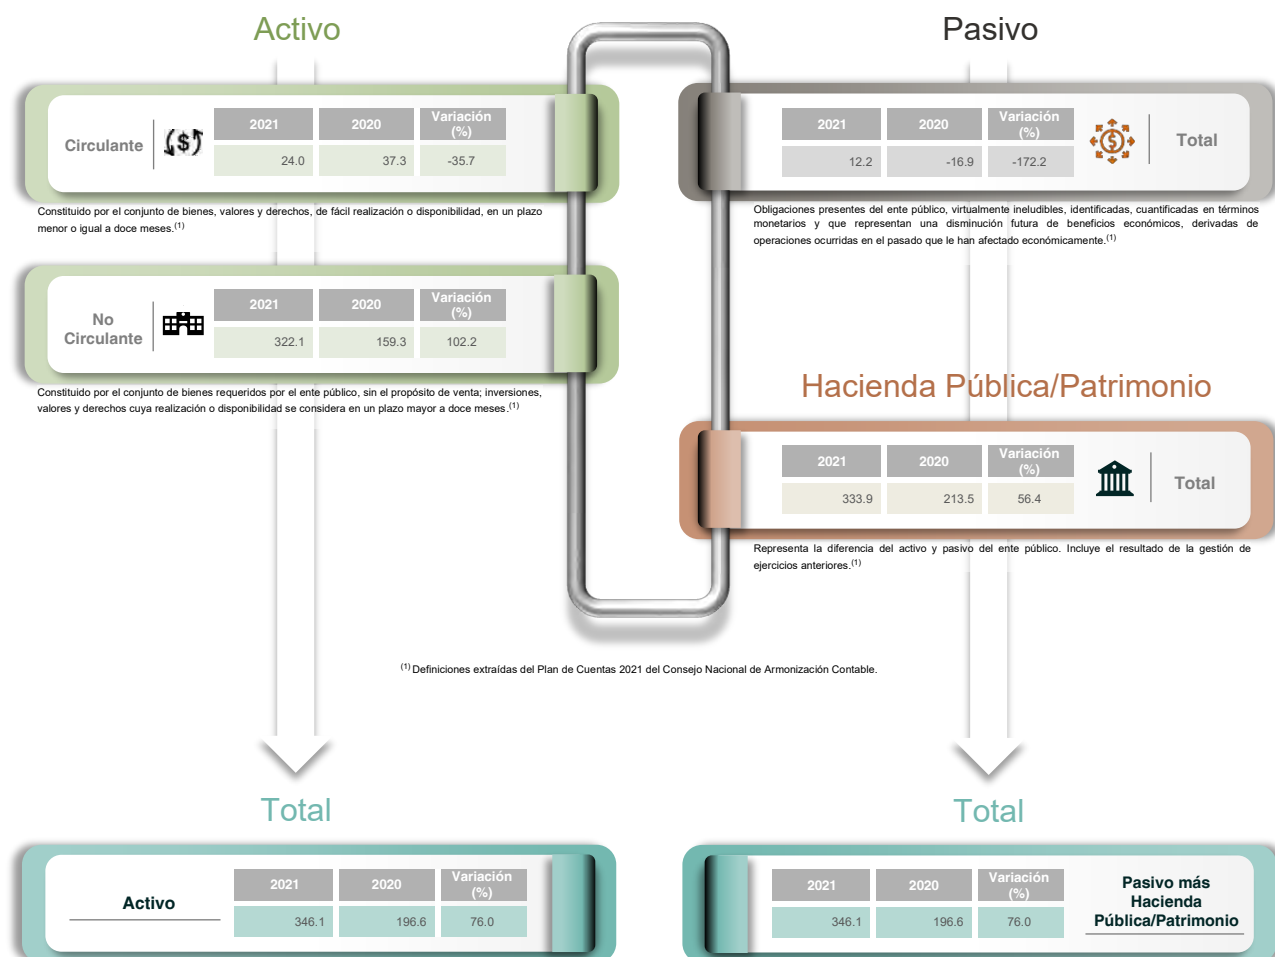 Activo
Circulante
2021 2020 Variación
(%)
24.0 37.3 -35.7
Constituido por el conjunto de bienes, valores y derechos, de fácil realización o disponibilidad, en un plazo
menor o igual a doce meses.(1)
No
Circulante
2021 2020 Variación
(%)
322.1 159.3 102.2
Constituido por el conjunto de bienes requeridos por el ente público, sin el propósito de venta; inversiones,
valores y derechos cuya realización o disponibilidad se considera en un plazo mayor a doce meses.(1)
Pasivo
2021 2020 Variación
(%)
12.2 -16.9 -172.2
Total
Obligaciones presentes del ente público, virtualmente ineludibles, identificadas, cuantificadas en términos
monetarios y que representan una disminución futura de beneficios económicos, derivadas de
operaciones ocurridas en el pasado que le han afectado económicamente.(1)
Hacienda Pública/Patrimonio
2021 2020 Variación
(%)
333.9 213.5 56.4
Total
Representa la diferencia del activo y pasivo del ente público. Incluye el resultado de la gestión de
ejercicios anteriores.(1)
(1) Definiciones extraídas del Plan de Cuentas 2021 del Consejo Nacional de Armonización Contable.
Total
Activo
2021 2020 Variación
(%)
346.1 196.6 76.0
Total
2021 2020 Variación
(%)
346.1 196.6 76.0
Pasivo más
Hacienda
Pública/Patrimonio